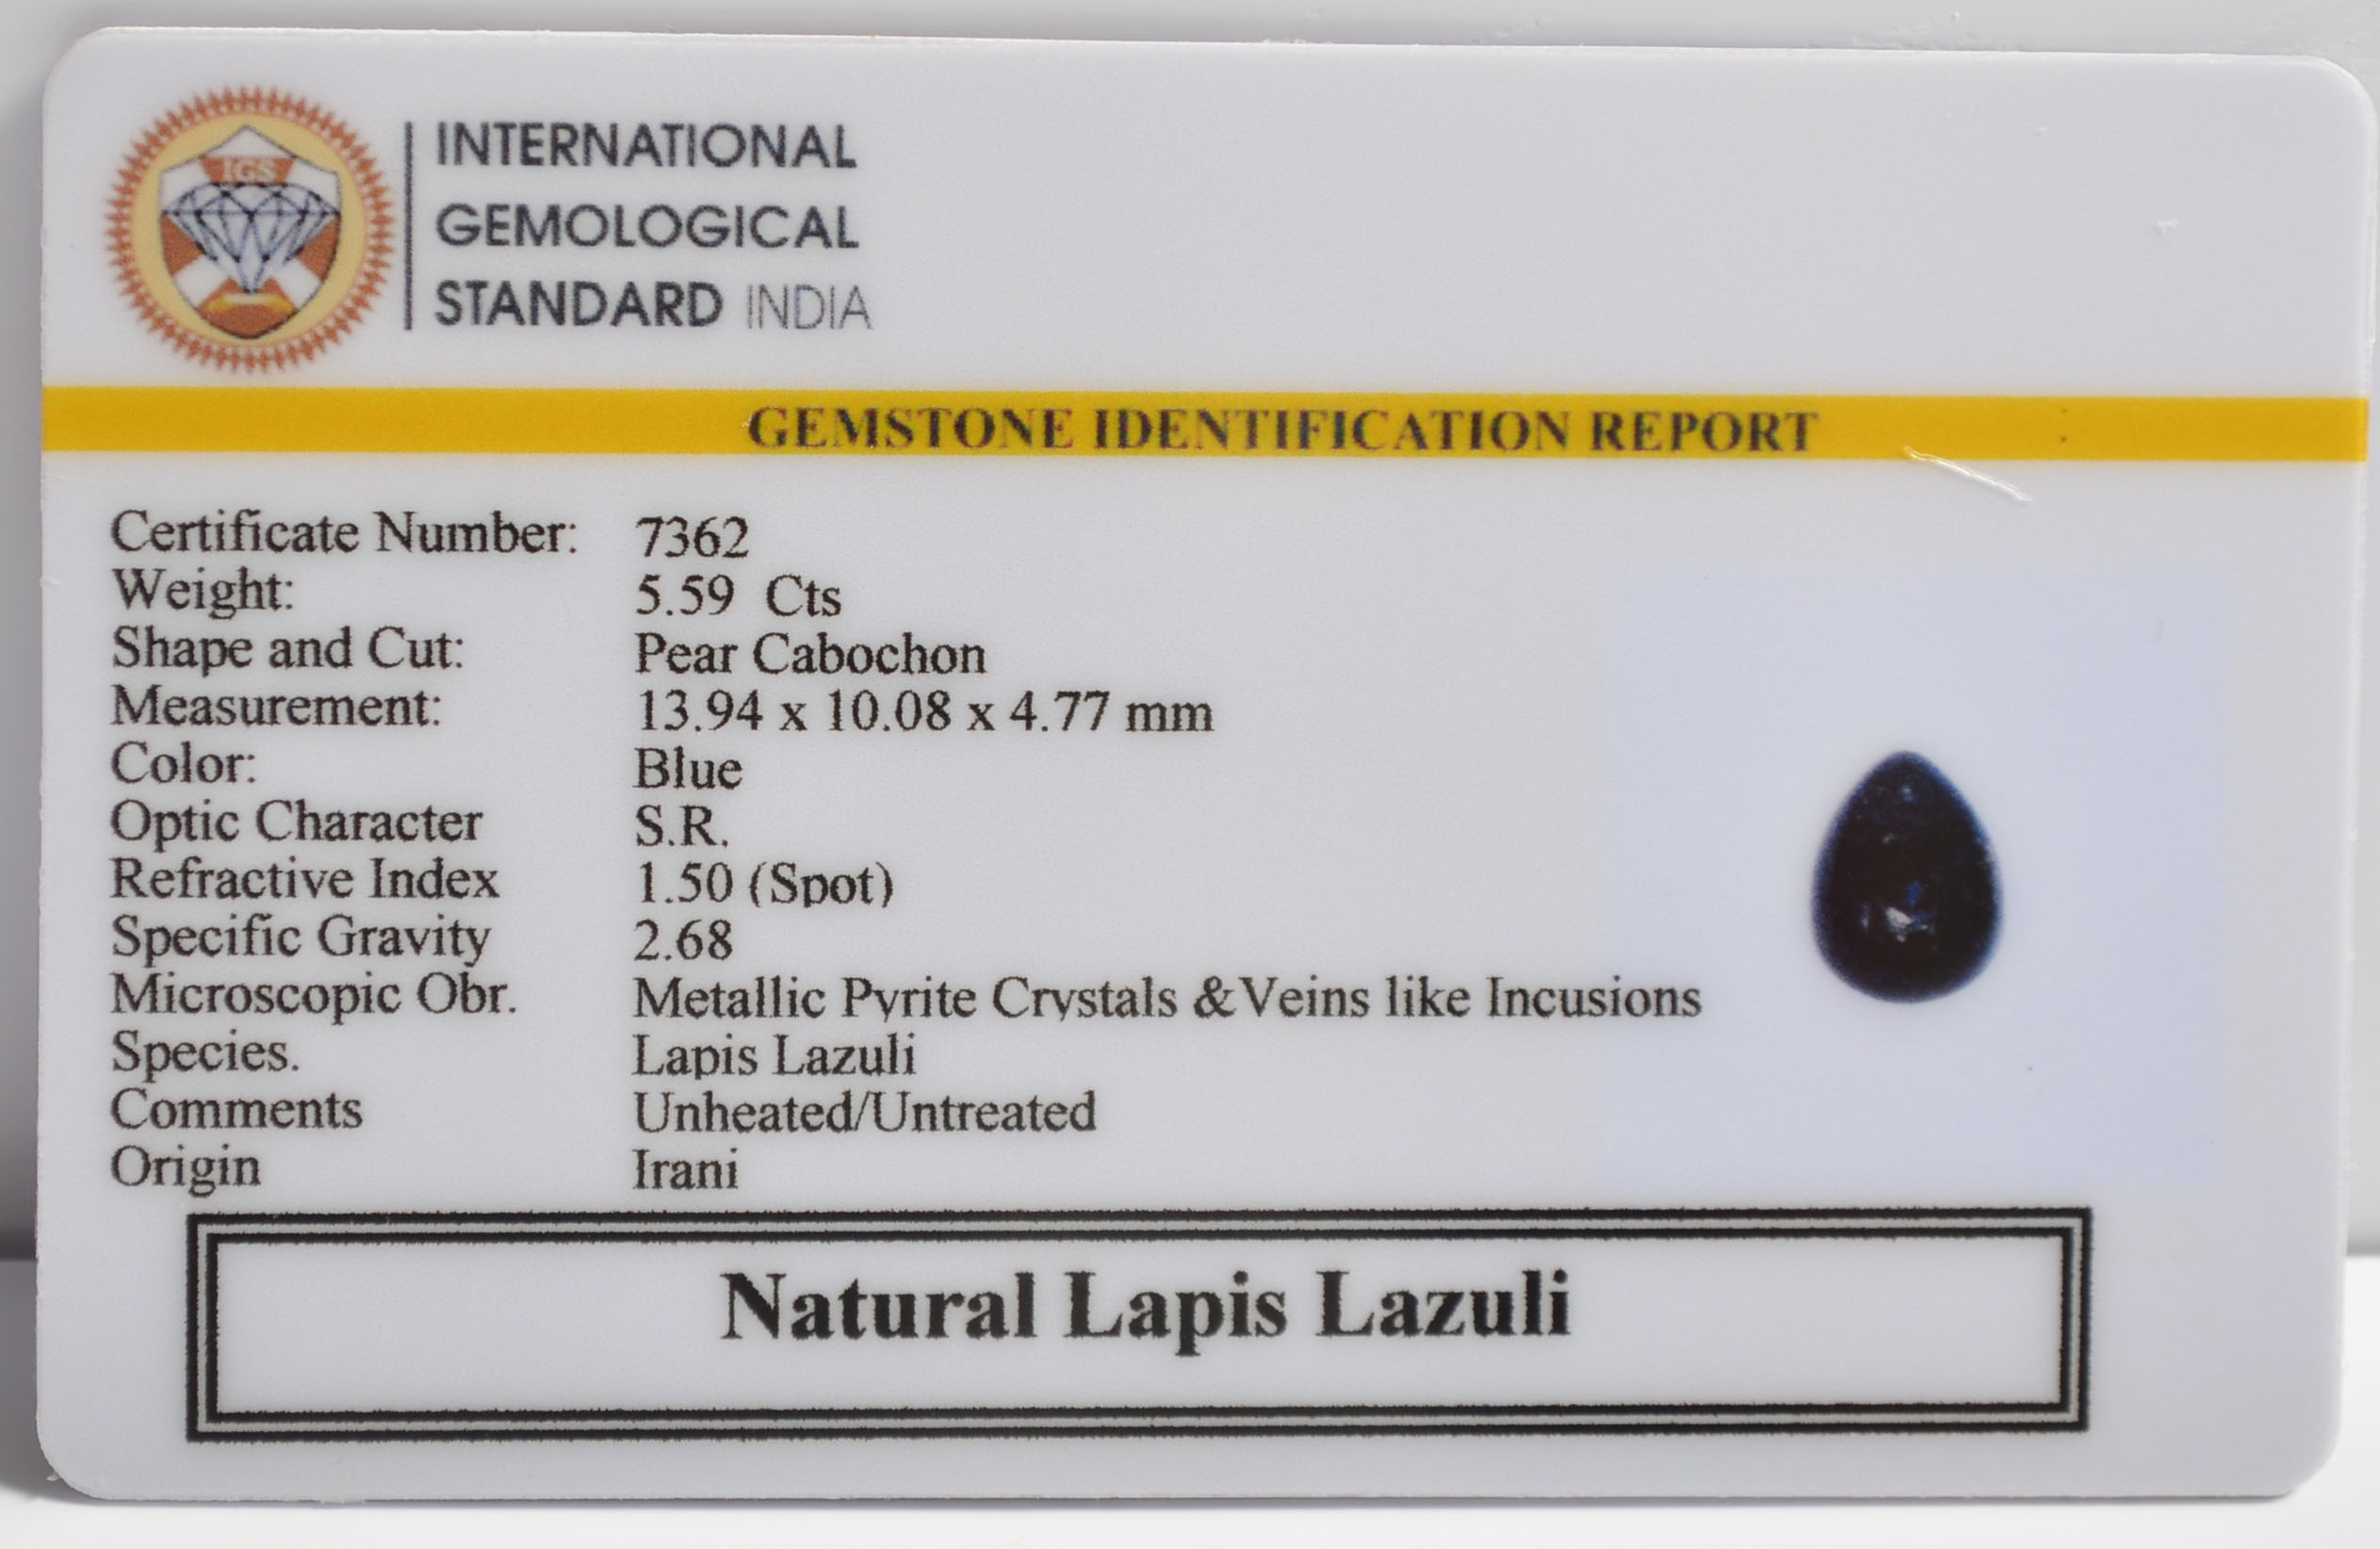 IGS
INTERNATIONAL
GEMOLOGICAL
STANDARD INDIA
GEMSTONE IDENTIFICATION REPORT
Certificate Number: 7362
Weight: 5.59 Cts
Shape and Cut: Pear Cabochon
Measurement: 13.94 x 10.08 x 4.77 mm
Color: Blue
Optic Character S.R.
Refractive Index 1.50 (Spot)
Specific Gravity 2.68
Microscopic Obr. Metallic Pyrite Crystals &Veins like Incusions
Species. Lapis Lazuli
Comments Unheated/Untreated
Origin Irani
Natural Lapis Lazuli